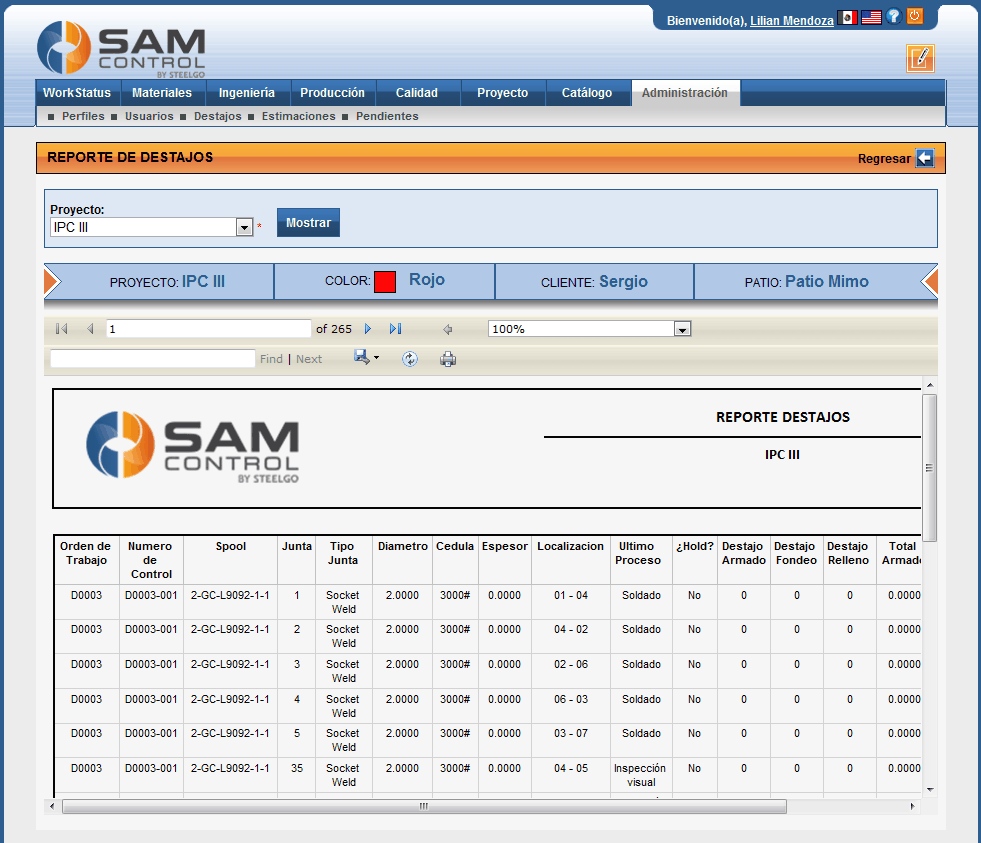 Bienvenido(a), Lilian Mendoza
SAM
CONTROL
BY STEELGO
WorkStatus Materiales Ingeniería Producción Calidad Proyecto Catálogo Administración
Perfiles Usuarios Destajos Estimaciones Pendientes
REPORTE DE DESTAJOS Regresar
Proyecto:
IPC III * Mostrar
PROYECTO: IPC III COLOR: Rojo CLIENTE: Sergio PATIO: Patio Mimo
1 of 265 100%
Find | Next
SAM
CONTROL
BY STEELGO
REPORTE DESTAJOS
IPC III
Orden de Numero Spool Junta Tipo Diametro Cedula Espesor Localizacion Ultimo ¿Hold? Destajo Destajo Destajo Total
Trabajo de Junta Proceso Armado Fondeo Relleno Armado
Control
D0003 D0003-001 2-GC-L9092-1-1 1 Socket 2.0000 3000# 0.0000 01 - 04 Soldado No 0 0 0 0.0000
Weld
D0003 D0003-001 2-GC-L9092-1-1 2 Socket 2.0000 3000# 0.0000 04 - 02 Soldado No 0 0 0 0.0000
Weld
D0003 D0003-001 2-GC-L9092-1-1 3 Socket 2.0000 3000# 0.0000 02 - 06 Soldado No 0 0 0 0.0000
Weld
D0003 D0003-001 2-GC-L9092-1-1 4 Socket 2.0000 3000# 0.0000 06 - 03 Soldado No 0 0 0 0.0000
Weld
D0003 D0003-001 2-GC-L9092-1-1 5 Socket 2.0000 3000# 0.0000 03 - 07 Soldado No 0 0 0 0.0000
Weld
D0003 D0003-001 2-GC-L9092-1-1 35 Socket 2.0000 3000# 0.0000 04 - 05 Inspección No 0 0 0 0.0000
Weld visual